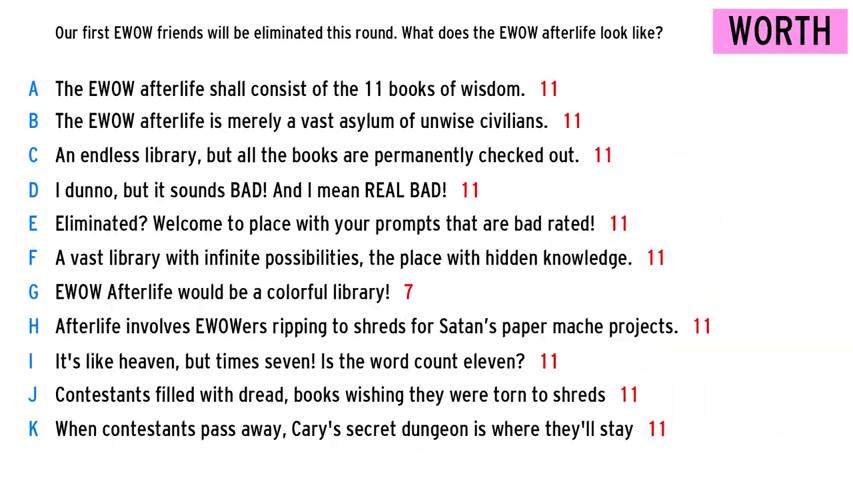 Our first EWOW friends will be eliminated this round. What does the EWOW afterlife look like?
WORTH
A The EWOW afterlife shall consist of the 11 books of wisdom. 11
B The EWOW afterlife is merely a vast asylum of unwise civilians. 11
C An endless library, but all the books are permanently checked out. 11
D I dunno, but it sounds BAD! And I mean REAL BAD! 11
E Eliminated? Welcome to place with your prompts that are bad rated! 11
F A vast library with infinite possibilities, the place with hidden knowledge. 11
G EWOW Afterlife would be a colorful library! 7
H Afterlife involves EWOWers ripping to shreds for Satan's paper mache projects. 11
I It's like heaven, but times seven! Is the word count eleven? 11
J Contestants filled with dread, books wishing they were torn to shreds 11
K When contestants pass away, Cary's secret dungeon is where they'll stay 11